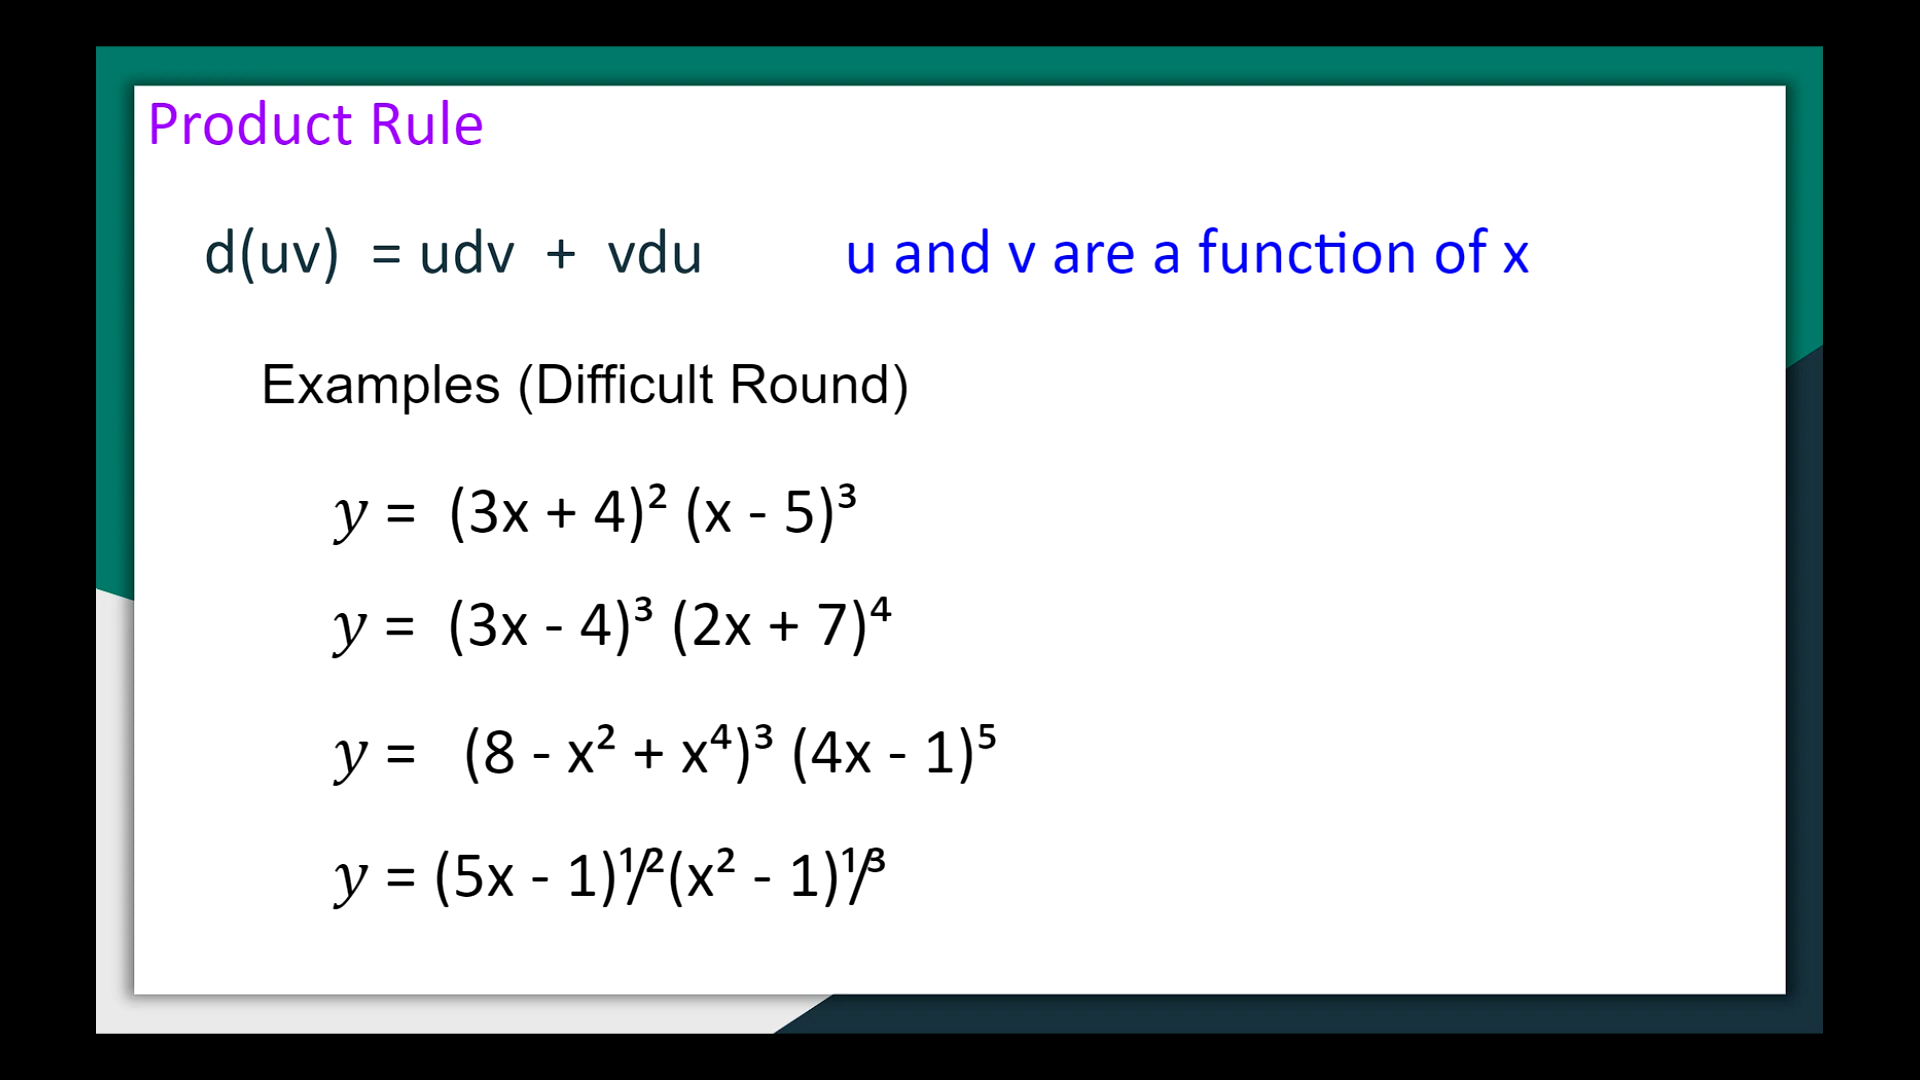 Product Rule
d(uv) = udv + vdu u and v are a function of x
Examples (Difficult Round)
y = (3x + 4)² (x - 5)³
y = (3x - 4)³ (2x + 7)⁴
y = (8 - x² + x⁴)³ (4x - 1)⁵
y = (5x - 1)¹/²(x² - 1)¹/³